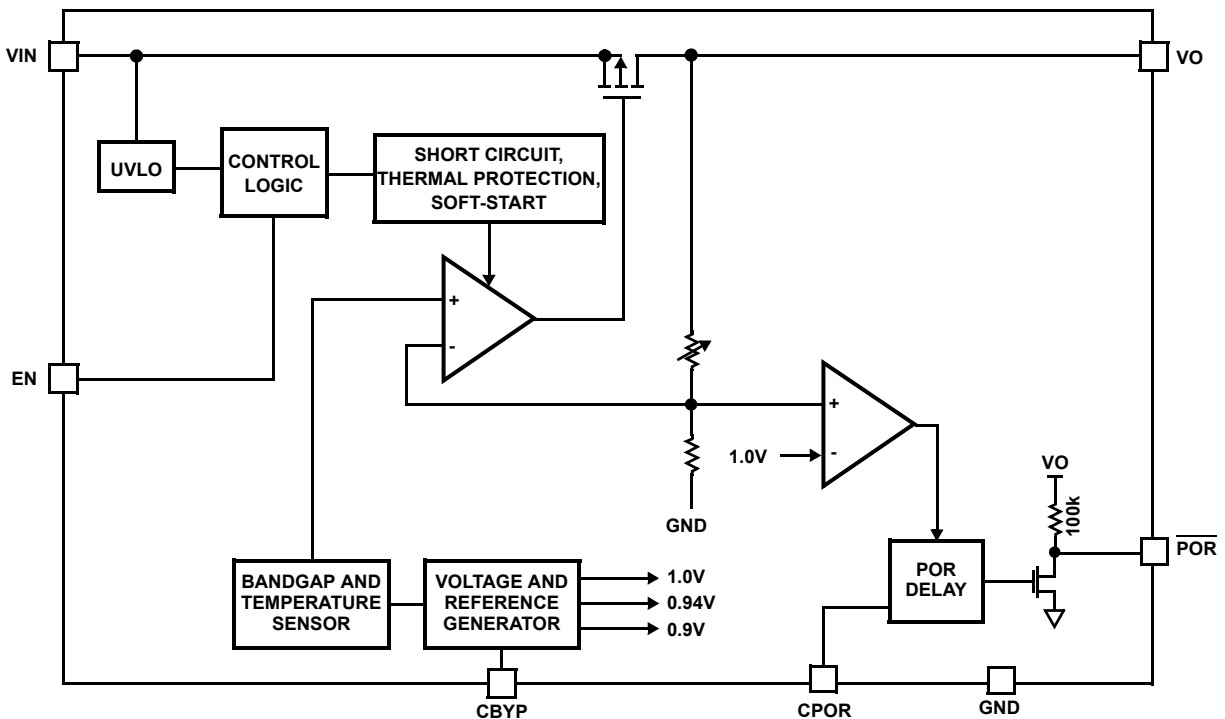 VIN
VO
UVLO
CONTROL
LOGIC
SHORT CIRCUIT,
THERMAL PROTECTION,
SOFT-START
+
-
EN
+
1.0V
-
GND
VO
100k
POR
POR
DELAY
BANDGAP AND
TEMPERATURE
SENSOR
VOLTAGE AND
REFERENCE
GENERATOR
1.0V
0.94V
0.9V
CBYP
CPOR
GND